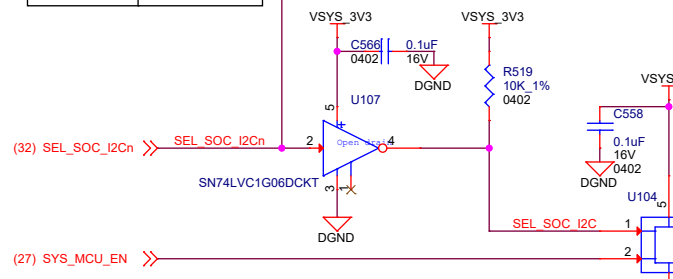 VSYS_3V3
VSYS_3V3
C566
0.1uF
0402
16V
DGND
R519
10K_1%
0402
VSYS
C558
0.1uF
16V
0402
DGND
U107
5
(32) SEL_SOC_I2Cn
SEL_SOC_I2Cn
2
Open drain
4
SN74LVC1G06DCKT
3
1
DGND
U104
5
SEL_SOC_I2C
1
(27) SYS_MCU_EN
2